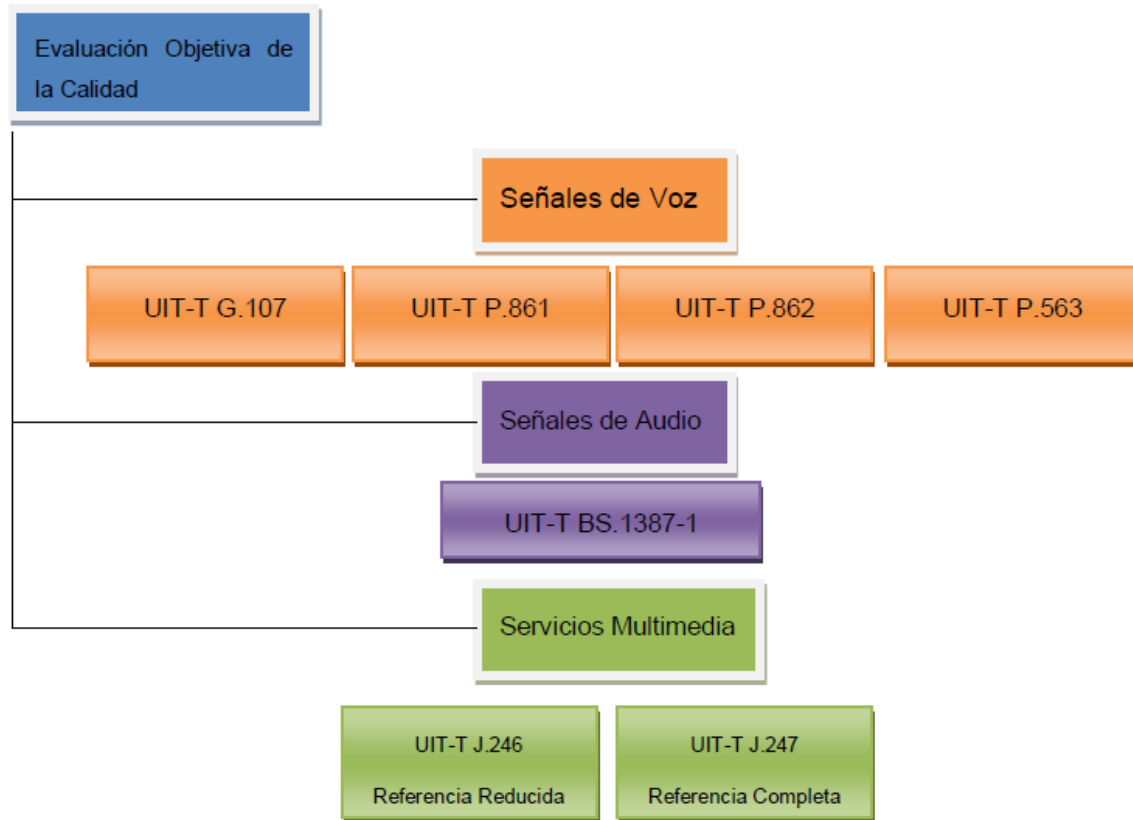 Evaluación Objetiva de
la Calidad
Señales de Voz
UIT-T G.107
UIT-T P.861
UIT-T P.862
UIT-T P.563
Señales de Audio
UIT-T BS.1387-1
Servicios Multimedia
UIT-T J.246
Referencia Reducida
UIT-T J.247
Referencia Completa